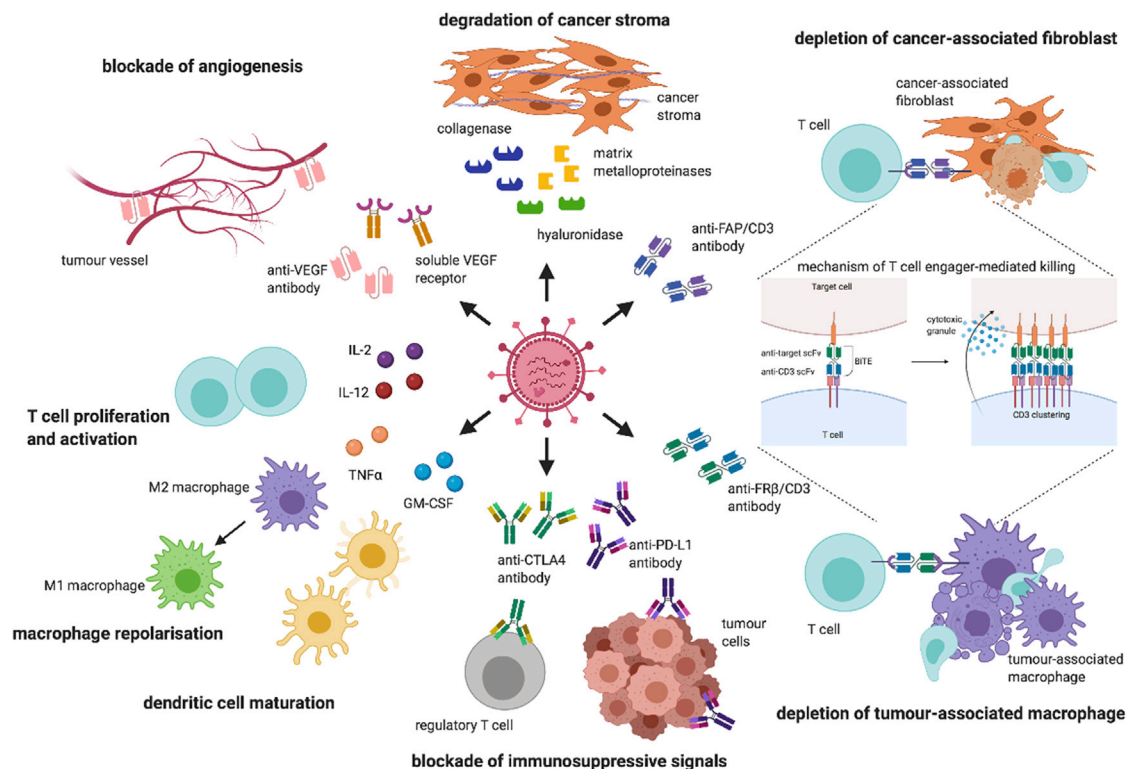 degradation of cancer stroma
depletion of cancer-associated fibroblast
blockade of angiogenesis
cancer-associated
fibroblast
cancer
stroma
T cell
collagenase
matrix
metalloproteinases
hyaluronidase
anti-FAP/CD3
antibody
tumour vessel
anti-VEGF
antibody
soluble VEGF
receptor
mechanism of T cell engager-mediated killing
Target cell
cytotoxic
granule
anti-target scFv
anti-CD3 scFv
BITE
CD3 clustering
T cell
T cell
IL-2
IL-12
T cell proliferation
and activation
TNFα
GM-CSF
M2 macrophage
M1 macrophage
macrophage repolarisation
dendritic cell maturation
anti-FRβ/CD3
antibody
anti-CTLA4
antibody
anti-PD-L1
antibody
tumour
cells
regulatory T cell
blockade of immunosuppressive signals
T cell
tumour-associated
macrophage
depletion of tumour-associated macrophage